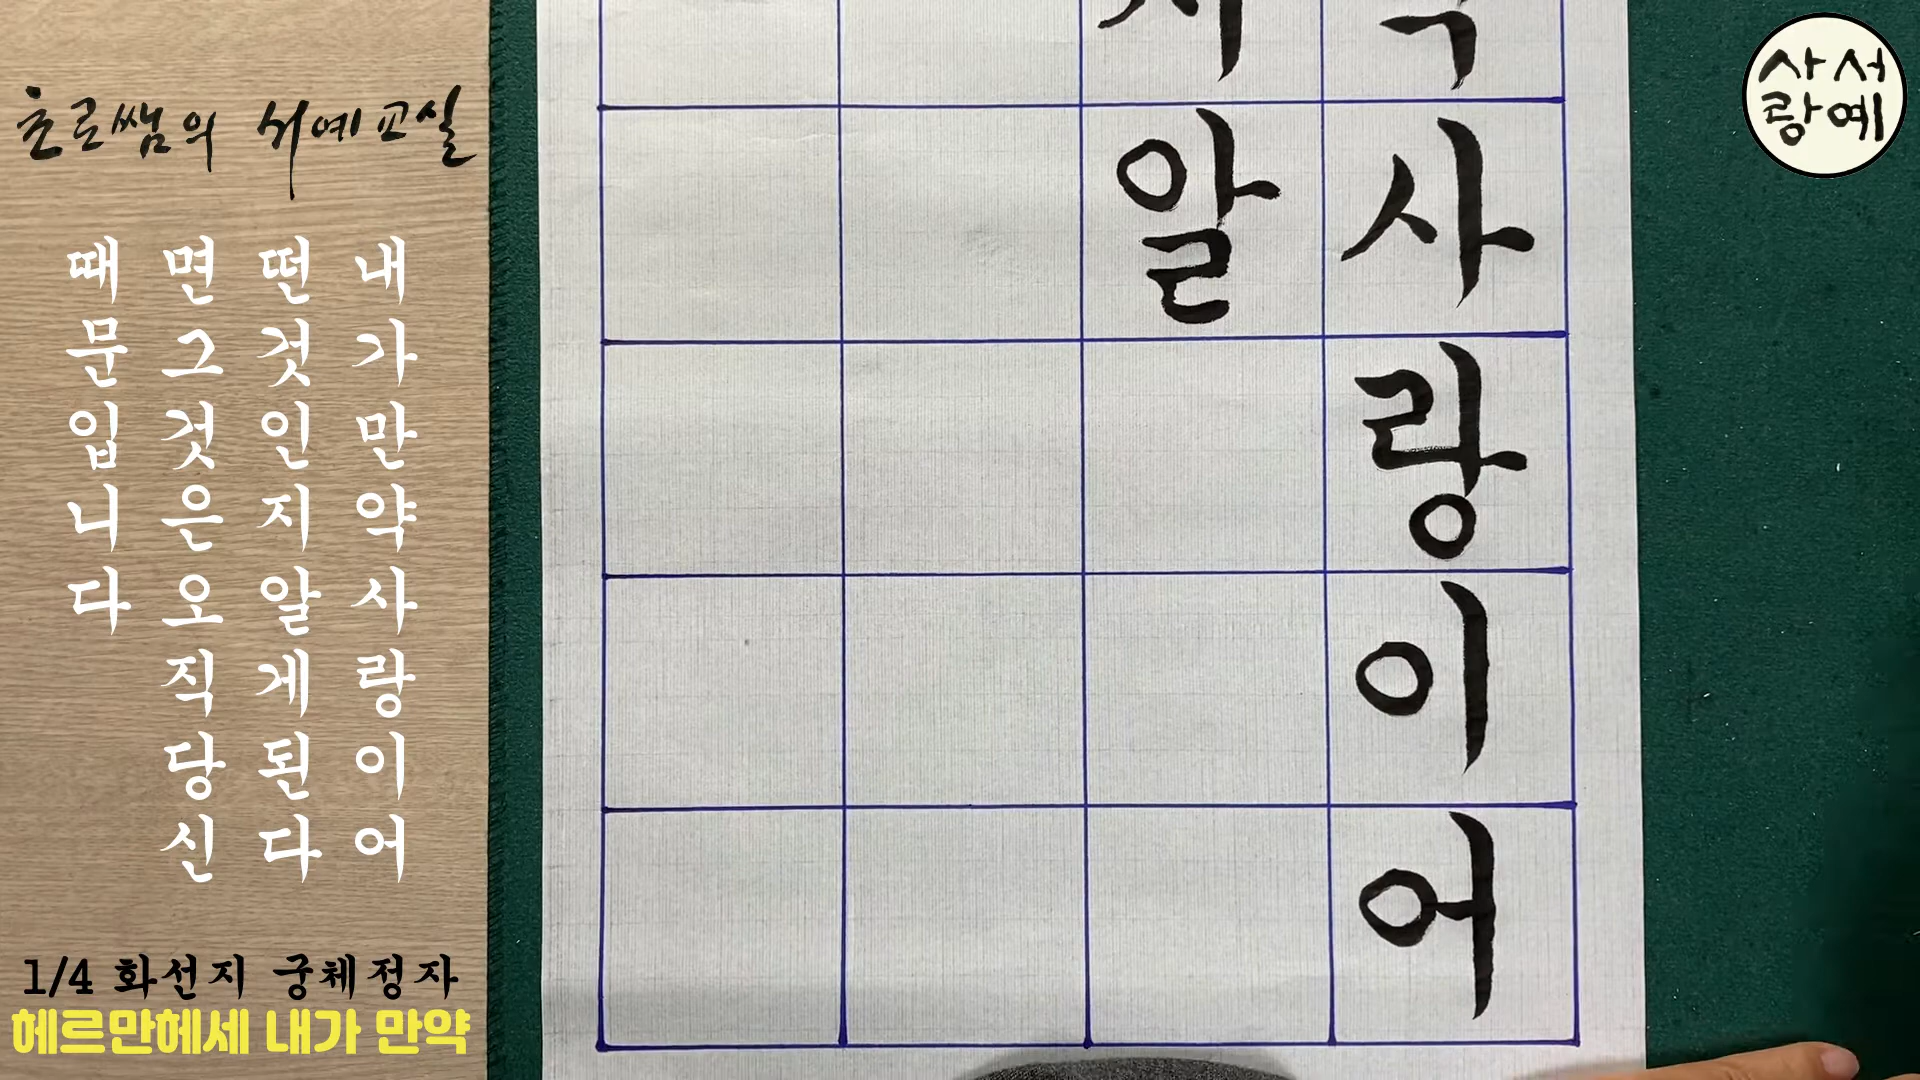 초로쌤의 서예교실
내가만약사랑이어
떤것인지알게된다
면그것은오직당신
때문입니다
1/4 화선지 궁체정자
헤르만헤세 내가 만약
사랑이어
알
서예
사랑